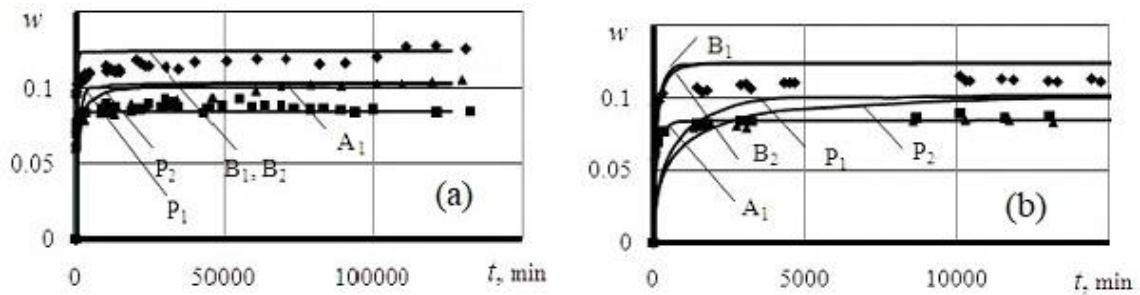 w
0.1
0.05
0
P₂
P₁
B₁, B₂
A₁
(a)
0 50000 100000 t, min
w
0.1
0.05
0
B₁
B₂
A₁
P₁
P₂
(b)
0 5000 10000 t, min